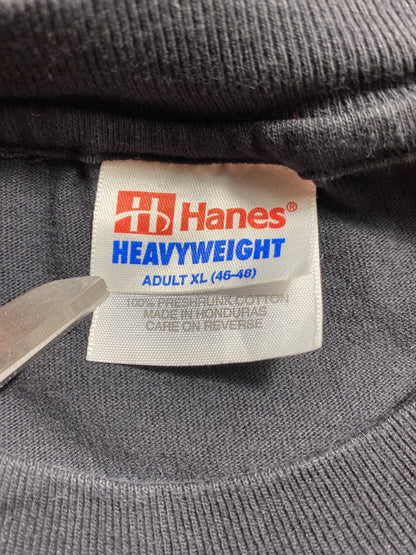 Hanes®
HEAVYWEIGHT
ADULT XL (46-48)
100% PRESHRUNK COTTON
MADE IN HONDURAS
CARE ON REVERSE